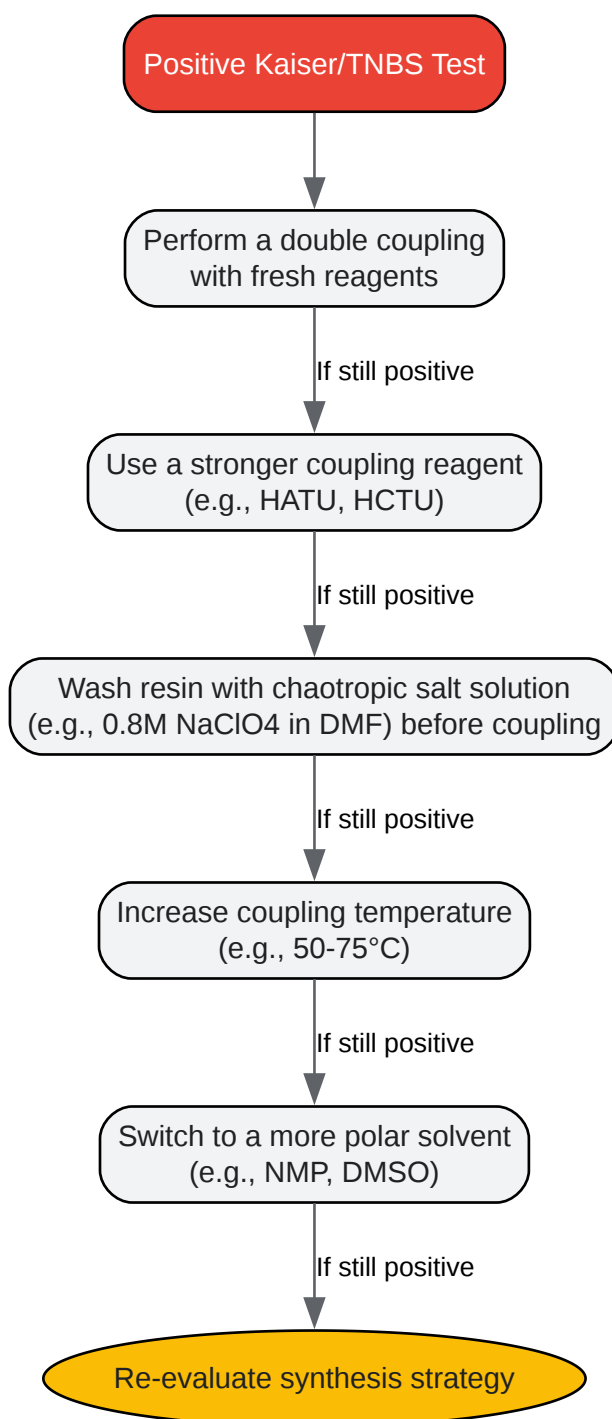 Positive Kaiser/TNBS Test
Perform a double coupling
with fresh reagents
If still positive
Use a stronger coupling reagent
(e.g., HATU, HCTU)
If still positive
Wash resin with chaotropic salt solution
(e.g., 0.8M NaClO4 in DMF) before coupling
If still positive
Increase coupling temperature
(e.g., 50-75°C)
If still positive
Switch to a more polar solvent
(e.g., NMP, DMSO)
If still positive
Re-evaluate synthesis strategy